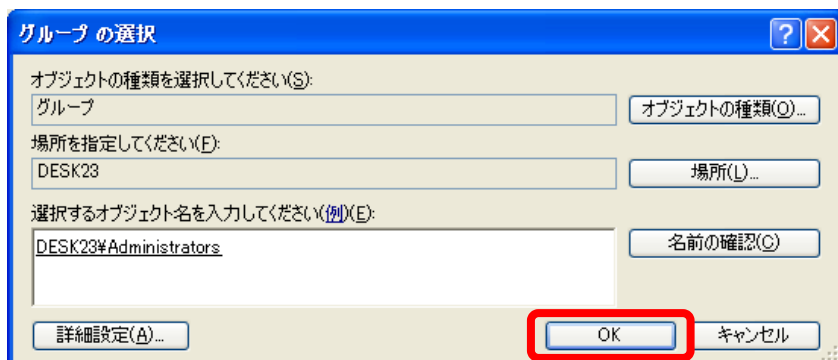 グループ の選択
オブジェクトの種類を選択してください(S):
グループ
オブジェクトの種類(O)...
場所を指定してください(F):
DESK23
場所(L)...
選択するオブジェクト名を入力してください(例)(E):
DESK23¥Administrators
名前の確認(C)
詳細設定(A)...
OK
キャンセル